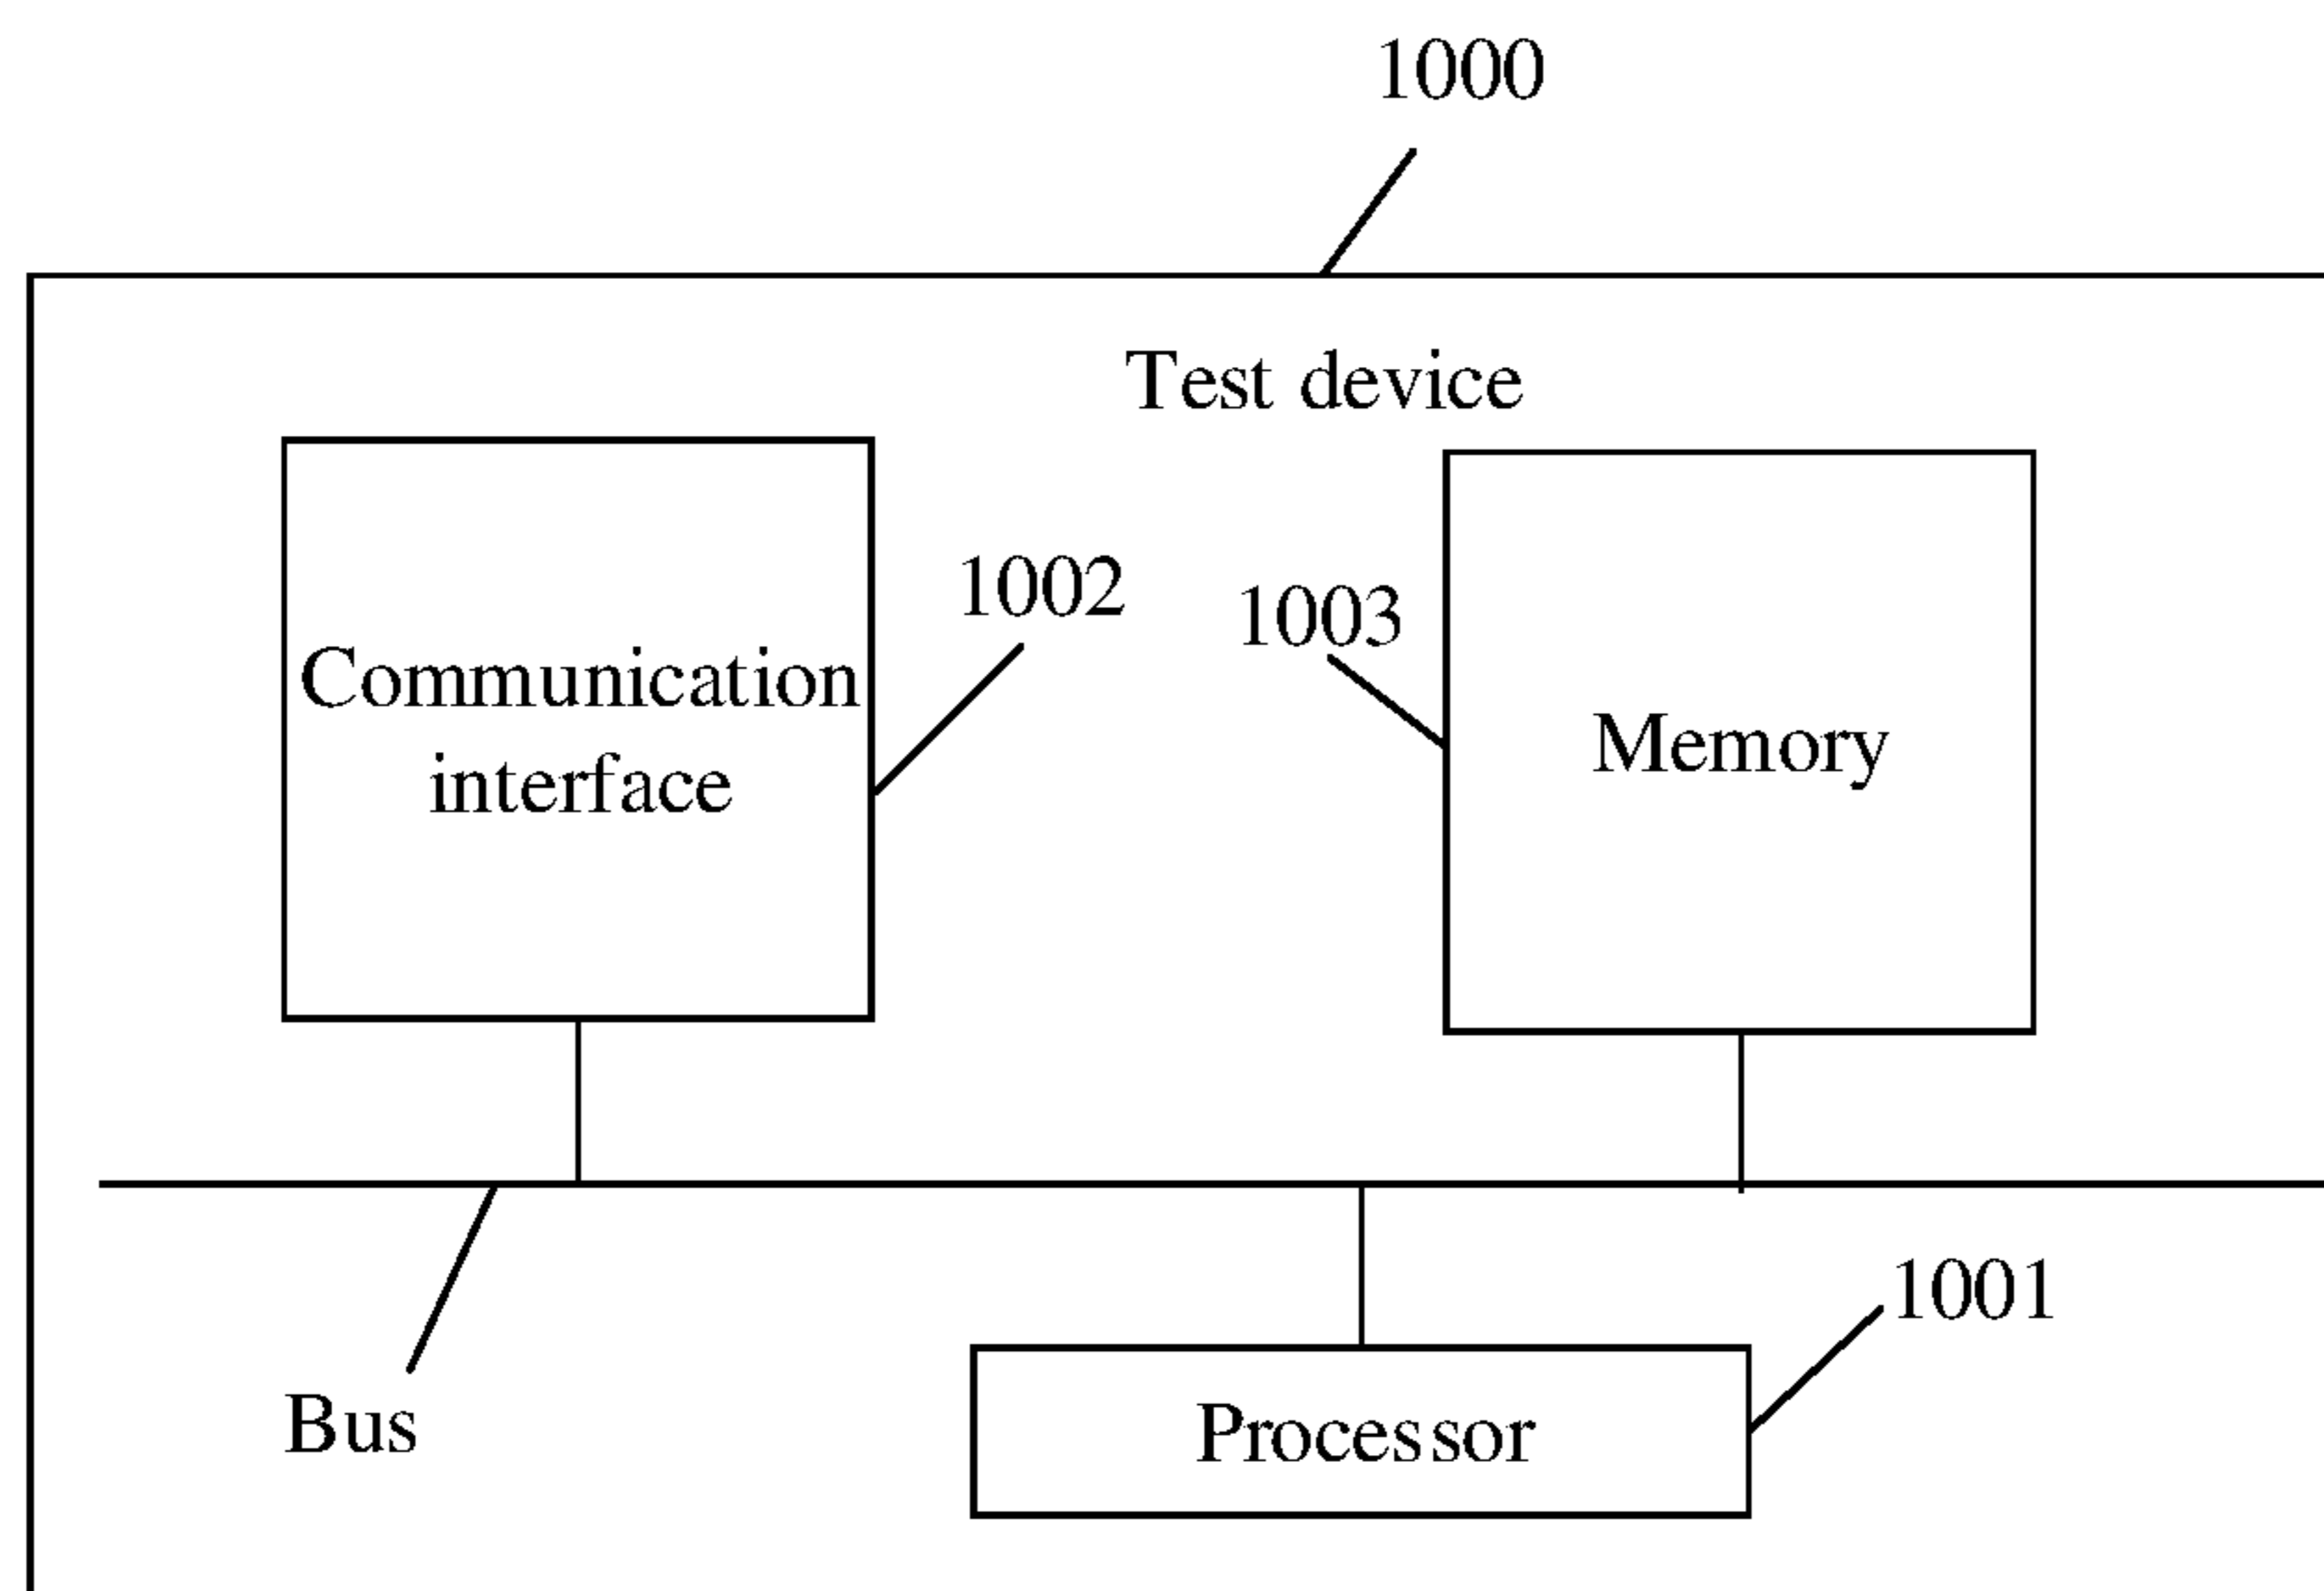 1000
Test device
1002
1003
Communication
interface
Memory
1001
Bus
Processor